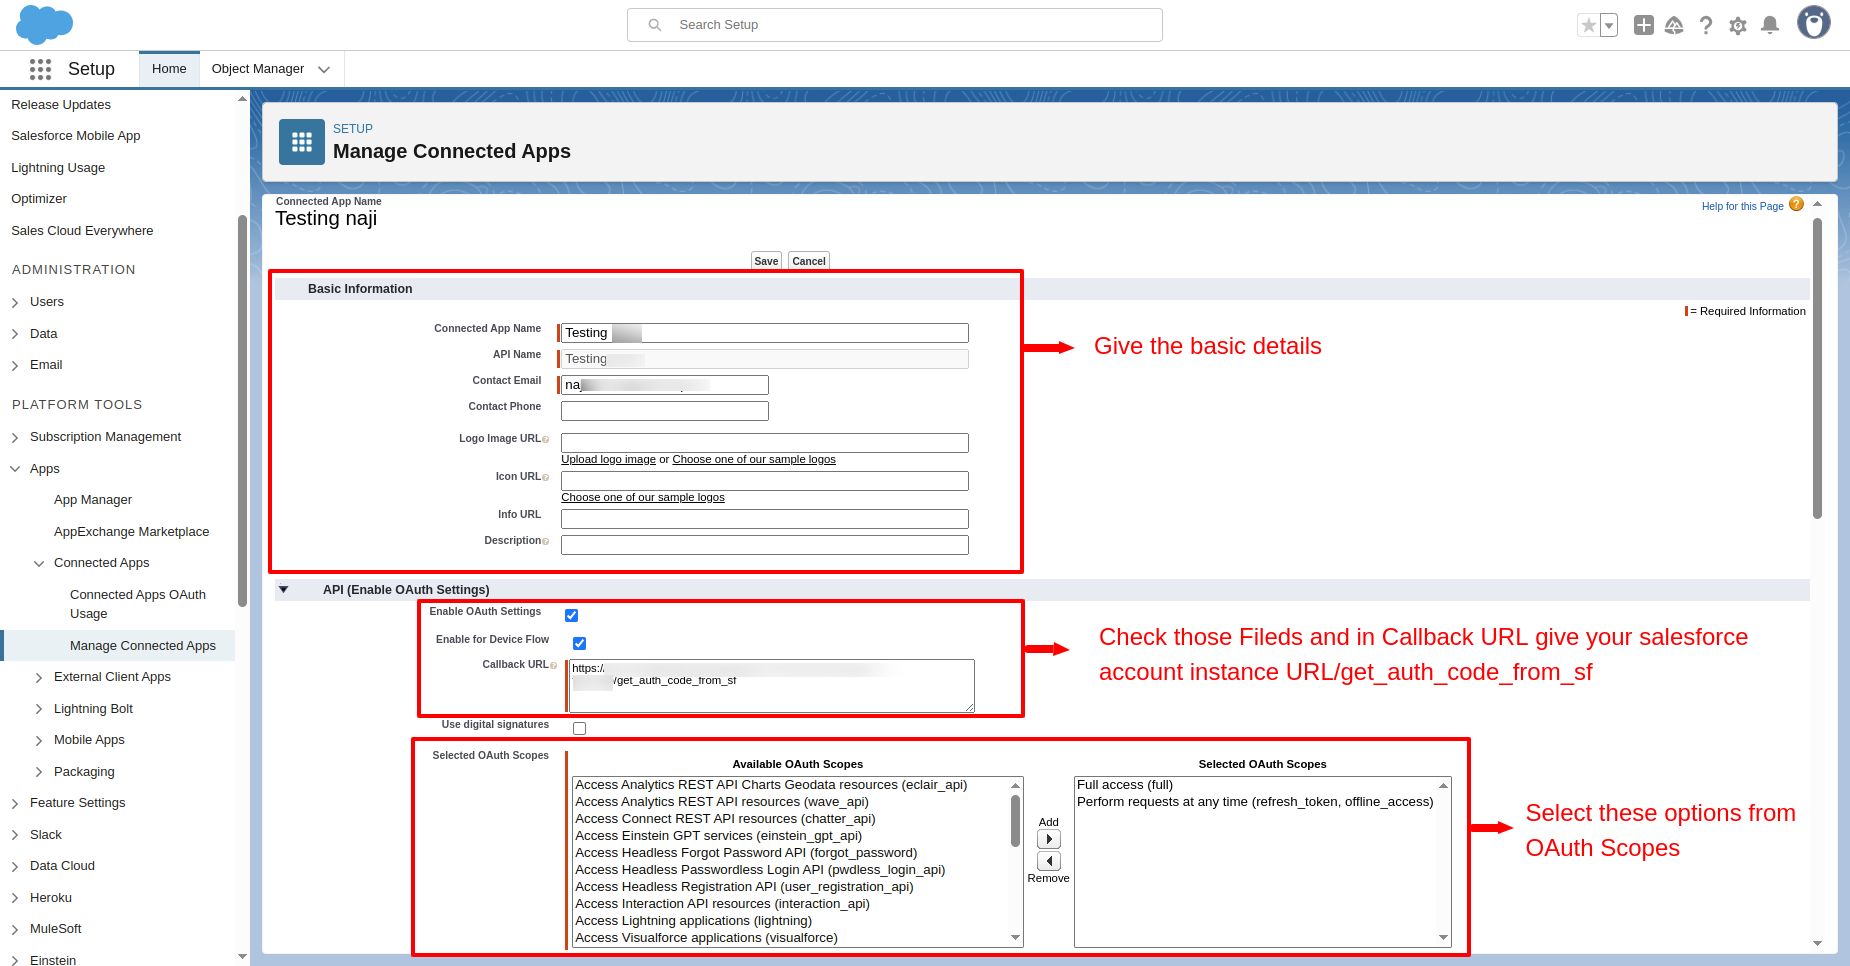 Search Setup
Setup
Home
Object Manager
Release Updates
Salesforce Mobile App
Lightning Usage
Optimizer
Sales Cloud Everywhere
ADMINISTRATION
Users
Data
Email
PLATFORM TOOLS
Subscription Management
Apps
App Manager
AppExchange Marketplace
Connected Apps
Connected Apps OAuth
Usage
Manage Connected Apps
External Client Apps
Lightning Bolt
Mobile Apps
Packaging
Feature Settings
Slack
Data Cloud
Heroku
MuleSoft
Einstein
SETUP
Manage Connected Apps
Connected App Name
Testing naji
Help for this Page ?
Save Cancel
Basic Information
= Required Information
Connected App Name Testing
API Name Testing
Contact Email
Contact Phone
Logo Image URL
Upload logo image or Choose one of our sample logos
Icon URL
Choose one of our sample logos
Info URL
Description
Give the basic details
API (Enable OAuth Settings)
Enable OAuth Settings
Enable for Device Flow
Callback URL https:/
/get_auth_code_from_sf
Check those Fileds and in Callback URL give your salesforce
account instance URL/get_auth_code_from_sf
Use digital signatures
Selected OAuth Scopes
Available OAuth Scopes
Access Analytics REST API Charts Geodata resources (eclair_api)
Access Analytics REST API resources (wave_api)
Access Connect REST API resources (chatter_api)
Access Einstein GPT services (einstein_gpt_api)
Access Headless Forgot Password API (forgot_password)
Access Headless Passwordless Login API (pwdless_login_api)
Access Headless Registration API (user_registration_api)
Access Interaction API resources (interaction_api)
Access Lightning applications (lightning)
Access Visualforce applications (visualforce)
Add
Remove
Selected OAuth Scopes
Full access (full)
Perform requests at any time (refresh_token, offline_access)
Select these options from
OAuth Scopes